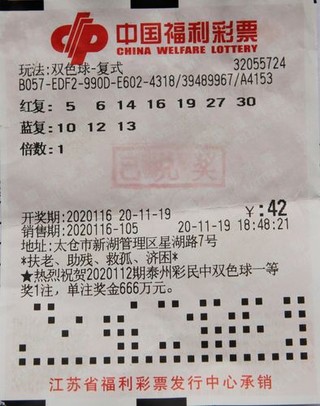 中国福利彩票
CHINA WELFARE LOTTERY
玩法:双色球-复式 32055724
B057-EDF2-990D-E602-4318/39489967/A4153
红复: 5 6 14 16 19 27 30
蓝复: 10 12 13
倍数:1
已兑奖
开奖期:2020116 20-11-19 ￥:42
销售期:2020116-105 20-11-19 18:48:21
地址:太仓市新湖管理区星湖路7号
*扶老、助残、救孤、济困*
★热烈祝贺2020112期泰州彩民中双色球一等
奖1注,单注奖金666万元。
江苏省福利彩票发行中心承销